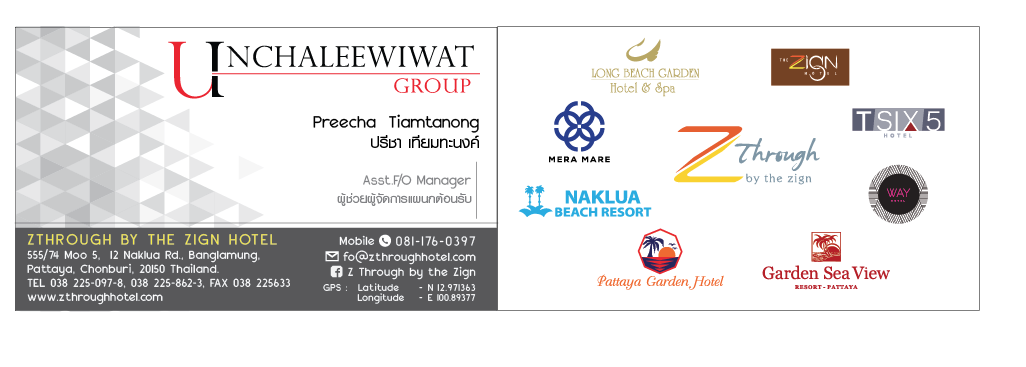 UNCHALEEWIWAT
GROUP
Preecha Tiamtanong
ปรีชา เทียมทะนงค์
Asst.F/O Manager
ผู้ช่วยผู้จัดการแผนกต้อนรับ
ZTHROUGH BY THE ZIGN HOTEL
555/74 Moo 5, 12 Naklua Rd., Banglamung,
Pattaya, Chonburi, 20150 Thailand.
TEL 038 225-097-8, 038 225-862-3, FAX 038 225633
www.zthroughhotel.com
Mobile 081-176-0397
fo@zthroughhotel.com
Z Through by the Zign
GPS : Latitude - N 12.971363
Longitude - E 100.89377
LONG BEACH GARDEN
Hotel & Spa
THE ZIGN
HOTEL
MERA MARE
TSIX5
HOTEL
Z Through
by the zign
NAKLUA
BEACH RESORT
WAY
HOTEL
Pattaya Garden Hotel
Garden Sea View
RESORT - PATTAYA